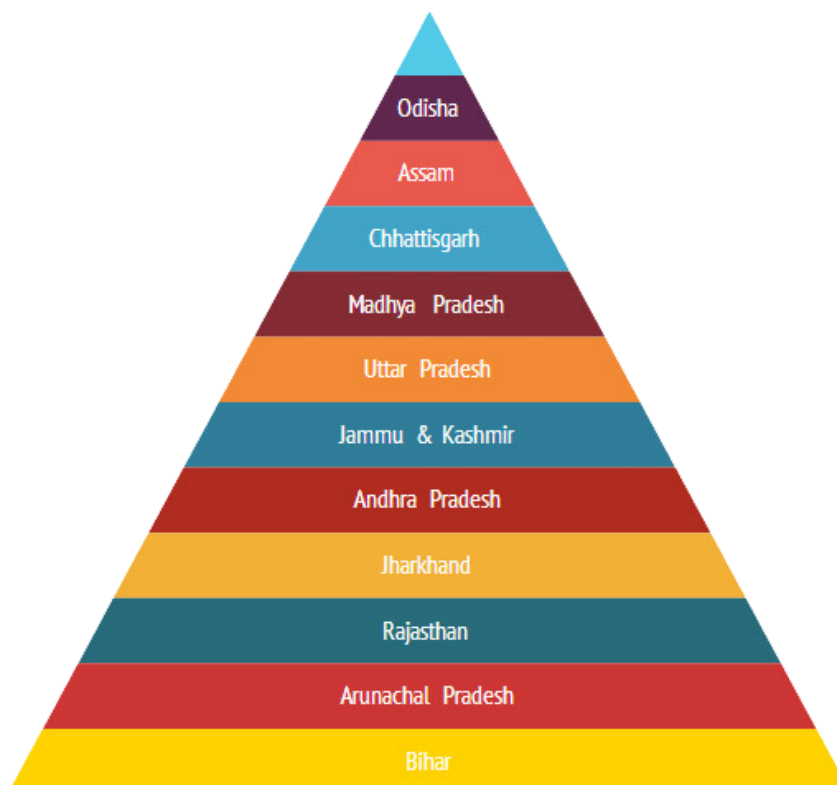 Odisha
Assam
Chhattisgarh
Madhya Pradesh
Uttar Pradesh
Jammu & Kashmir
Andhra Pradesh
Jharkhand
Rajasthan
Arunachal Pradesh
Bihar